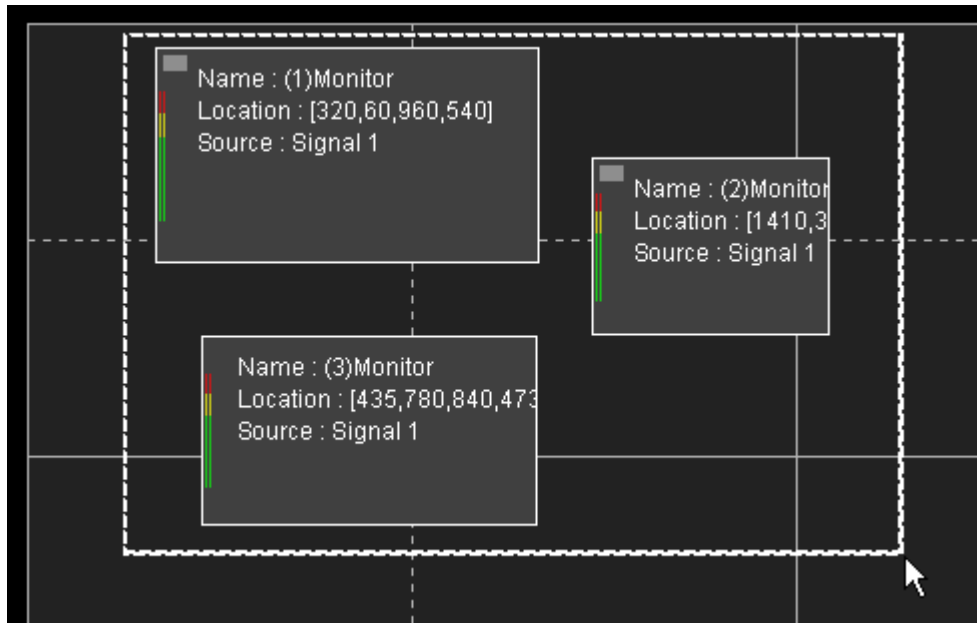 Name : (1)Monitor
Location : [320,60,960,540]
Source : Signal 1
Name : (2)Monitor
Location : [1410,3
Source : Signal 1
Name : (3)Monitor
Location : [435,780,840,473
Source : Signal 1